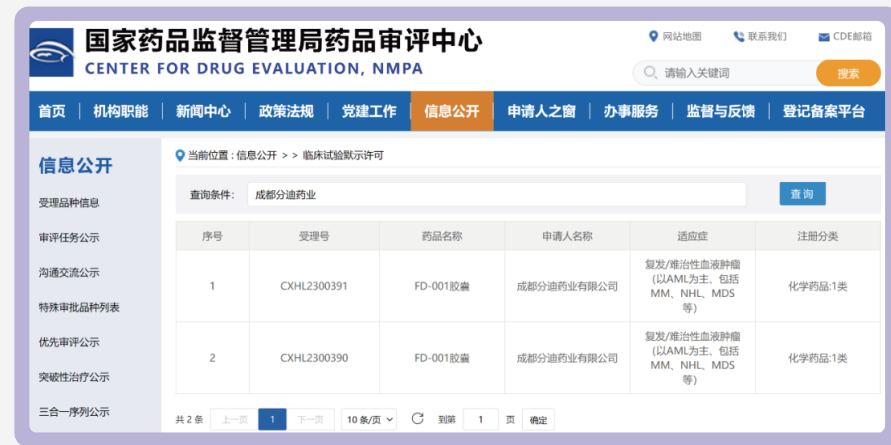 国家药品监督管理局药品审评中心
CENTER FOR DRUG EVALUATION, NMPA
网站地图 联系我们 CDE邮箱
请输入关键词 搜索
首页 机构职能 新闻中心 政策法规 党建工作 信息公开 申请人之窗 办事服务 监督与反馈 登记备案平台
信息公开
受理品种信息
审评任务公示
沟通交流公示
特殊审批品种列表
优先审评公示
突破性治疗公示
三合一序列公示
当前位置 : 信息公开 > > 临床试验默示许可
查询条件: 成都分迪药业 查询
序号 受理号 药品名称 申请人名称 适应症 注册分类
1 CXHL2300391 FD-001胶囊 成都分迪药业有限公司 复发/难治性血液肿瘤
(以AML为主、包括
MM、NHL、MDS
等) 化学药品:1类
2 CXHL2300390 FD-001胶囊 成都分迪药业有限公司 复发/难治性血液肿瘤
(以AML为主、包括
MM、NHL、MDS
等) 化学药品:1类
共 2 条 上一页 1 下一页 10 条/页 到第 1 页 确定